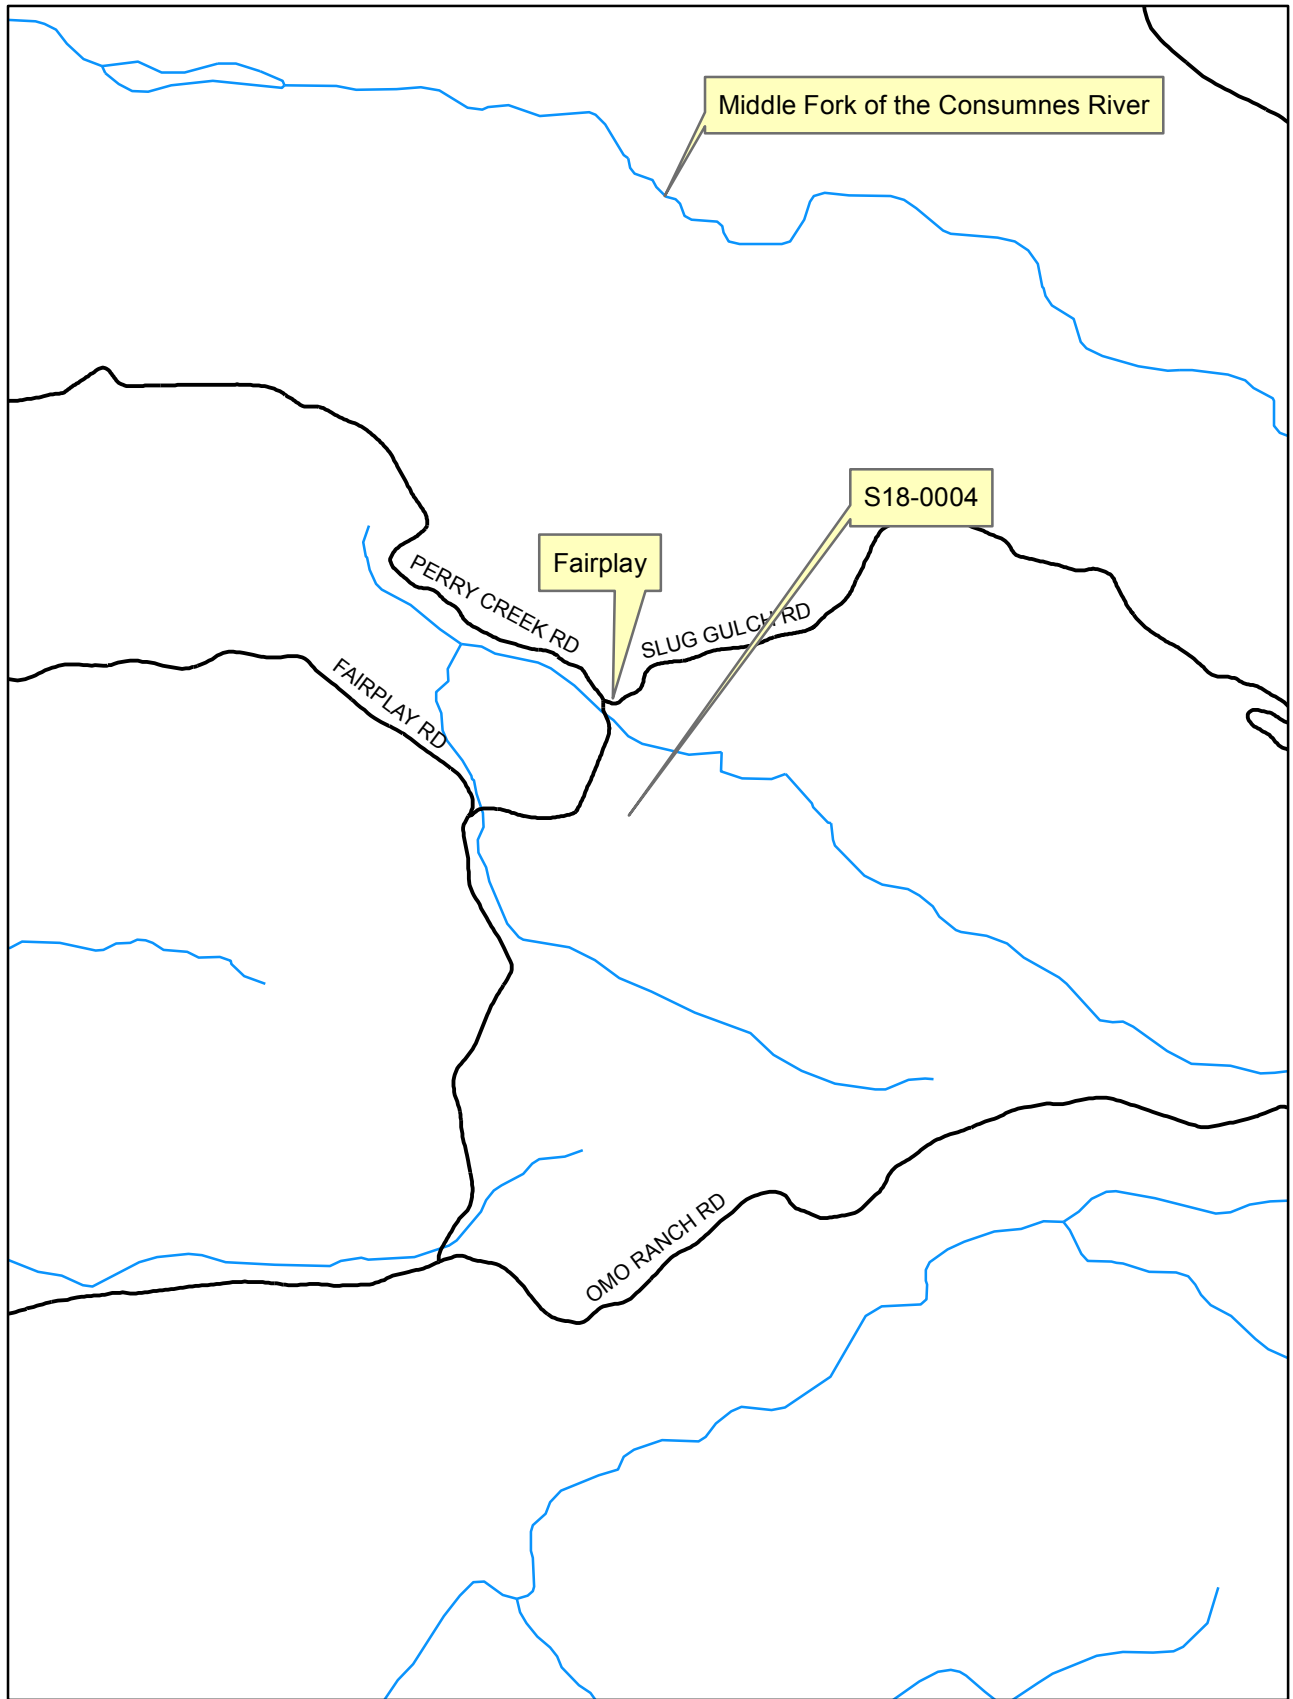 Middle Fork of the Consumnes River
S18-0004
Fairplay
PERRY CREEK RD
SLUG GULCH RD
FAIRPLAY RD
OMO RANCH RD